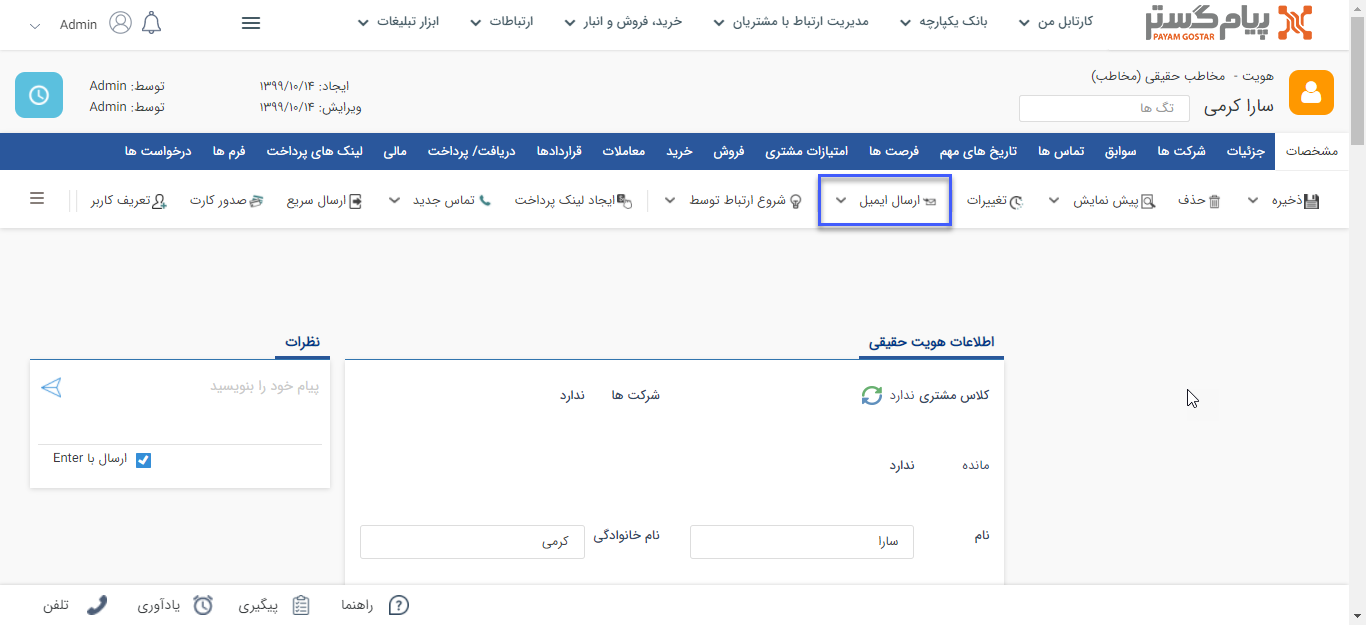 پیام گستر
PAYAM GOSTAR
کارتابل من
بانک یکپارچه
مدیریت ارتباط با مشتریان
خرید، فروش و انبار
ارتباطات
ابزار تبلیغات
Admin
هویت - مخاطب حقیقی (مخاطب)
سارا کرمی
تگ ها
ایجاد: ۱۳۹۹/۱۰/۱۴ توسط: Admin
ویرایش: ۱۳۹۹/۱۰/۱۴ توسط: Admin
مشخصات
جزئیات
شرکت ها
سوابق
تماس ها
تاریخ های مهم
فرصت ها
امتیازات مشتری
فروش
خرید
معاملات
قراردادها
دریافت/ پرداخت
مالی
لینک های پرداخت
فرم ها
درخواست ها
ذخیره
حذف
پیش نمایش
تغییرات
ارسال ایمیل
شروع ارتباط توسط
ایجاد لینک پرداخت
تماس جدید
ارسال سریع
صدور کارت
تعریف کاربر
اطلاعات هویت حقیقی
کلاس مشتری ندارد
شرکت ها ندارد
مانده ندارد
نام سارا
نام خانوادگی کرمی
نظرات
پیام خود را بنویسید
ارسال با Enter
راهنما
پیگیری
یادآوری
تلفن